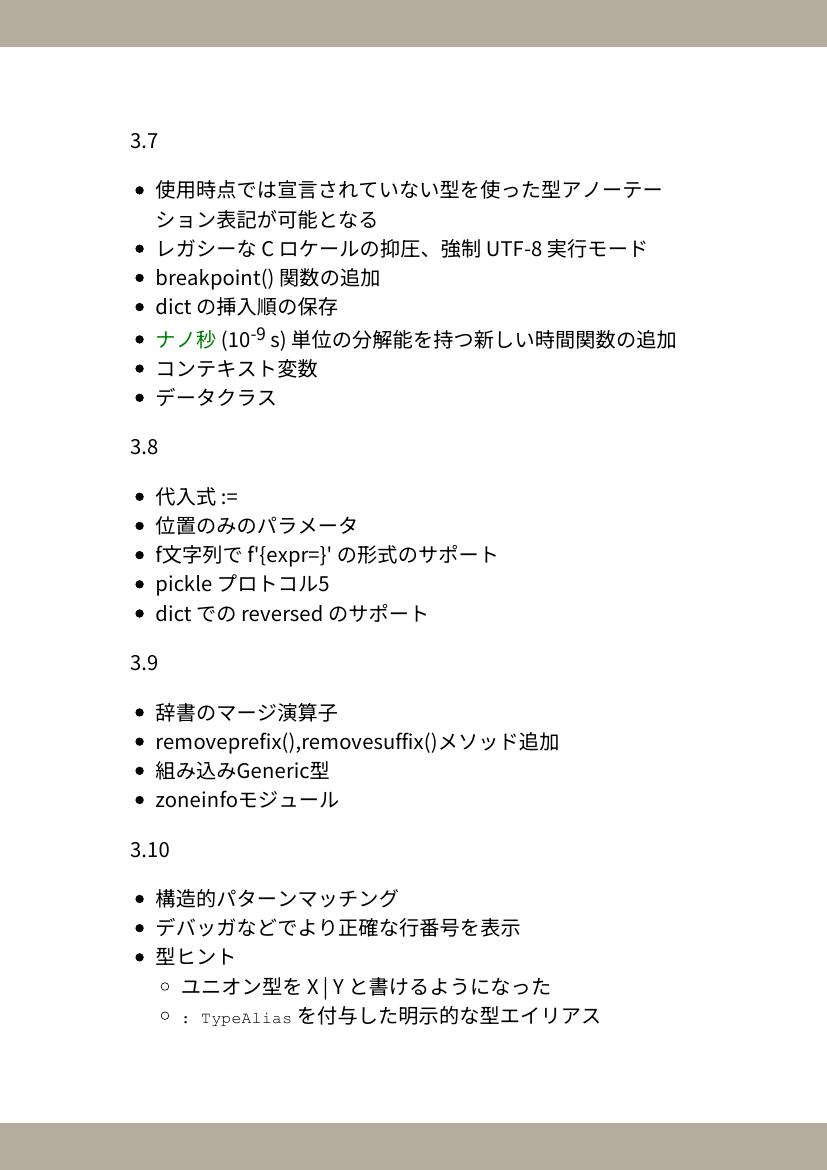 3.7
• 使用時点では宣言されていない型を使った型アノーテー
ション表記が可能となる
• レガシーな C ロケールの抑圧、強制 UTF-8 実行モード
• breakpoint() 関数の追加
• dict の挿入順の保存
• ナノ秒 (10⁻⁹ s) 単位の分解能を持つ新しい時間関数の追加
• コンテキスト変数
• データクラス
3.8
• 代入式 :=
• 位置のみのパラメータ
• f文字列で f'{expr=}' の形式のサポート
• pickle プロトコル5
• dict での reversed のサポート
3.9
• 辞書のマージ演算子
• removeprefix(),removesuffix()メソッド追加
• 組み込みGeneric型
• zoneinfoモジュール
3.10
• 構造的パターンマッチング
• デバッガなどでより正確な行番号を表示
• 型ヒント
◦ ユニオン型を X | Y と書けるようになった
◦ : TypeAlias を付与した明示的な型エイリアス